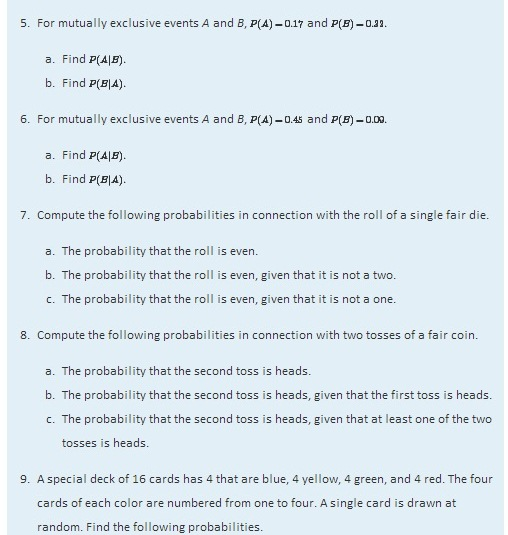 5. For mutually exclusive events A and B, P(A)=0.17 and P(B)=0.32.
a. Find P(A|B).
b. Find P(B|A).
6. For mutually exclusive events A and B, P(A)=0.45 and P(B)=0.09.
a. Find P(A|B).
b. Find P(B|A).
7. Compute the following probabilities in connection with the roll of a single fair die.
a. The probability that the roll is even.
b. The probability that the roll is even, given that it is not a two.
c. The probability that the roll is even, given that it is not a one.
8. Compute the following probabilities in connection with two tosses of a fair coin.
a. The probability that the second toss is heads.
b. The probability that the second toss is heads, given that the first toss is heads.
c. The probability that the second toss is heads, given that at least one of the two
tosses is heads.
9. A special deck of 16 cards has 4 that are blue, 4 yellow, 4 green, and 4 red. The four
cards of each color are numbered from one to four. A single card is drawn at
random. Find the following probabilities.